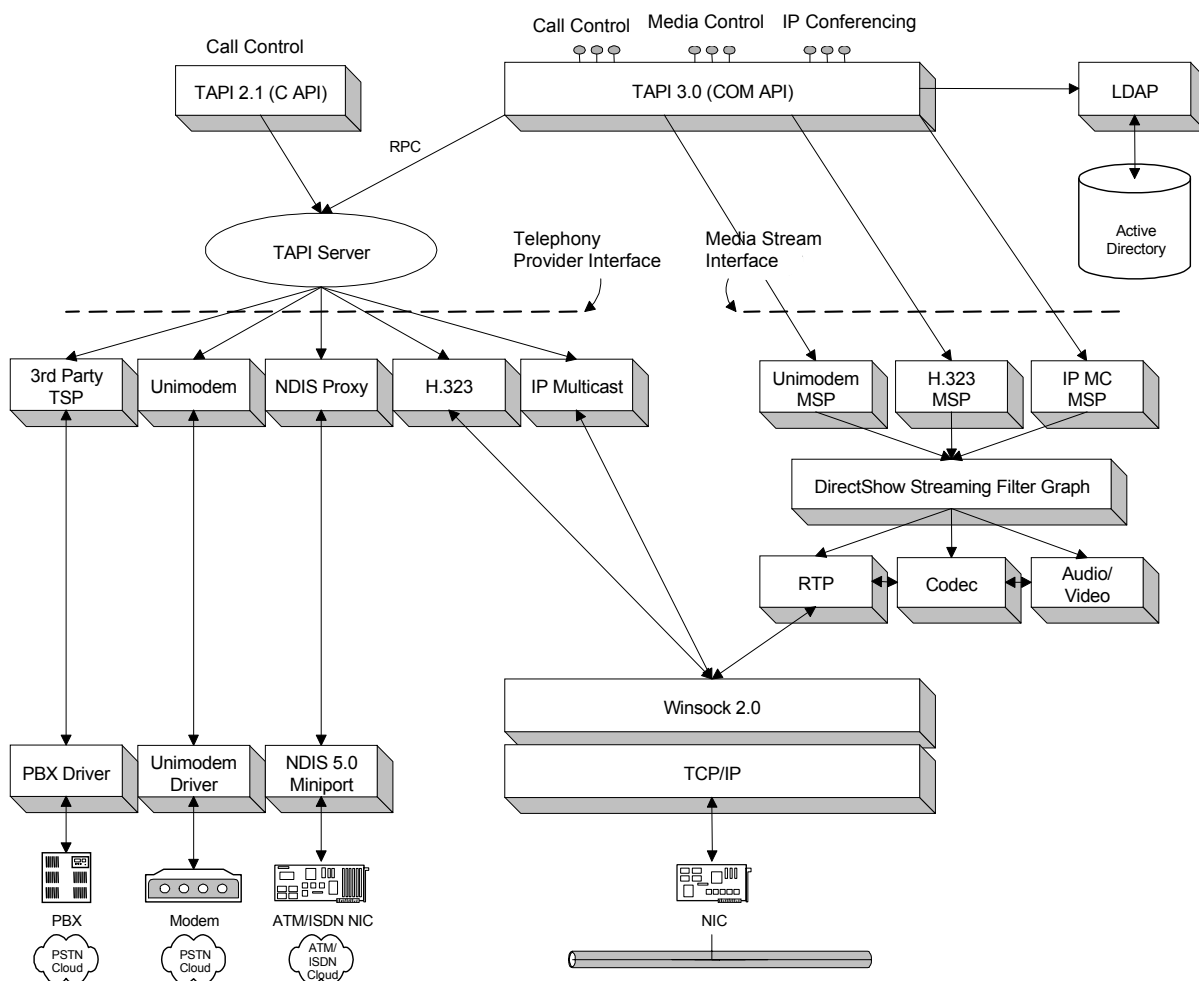 Call Control
Call Control
Media Control
IP Conferencing
TAPI 2.1 (C API)
TAPI 3.0 (COM API)
LDAP
RPC
Active
Directory
TAPI Server
Telephony
Provider Interface
Media Stream
Interface
3rd Party
TSP
Unimodem
NDIS Proxy
H.323
IP Multicast
Unimodem
MSP
H.323
MSP
IP MC
MSP
DirectShow Streaming Filter Graph
RTP
Codec
Audio/
Video
Winsock 2.0
PBX Driver
Unimodem
Driver
NDIS 5.0
Miniport
TCP/IP
PBX
Modem
ATM/ISDN NIC
NIC
PSTN
Cloud
PSTN
Cloud
ATM/
ISDN
Cloud